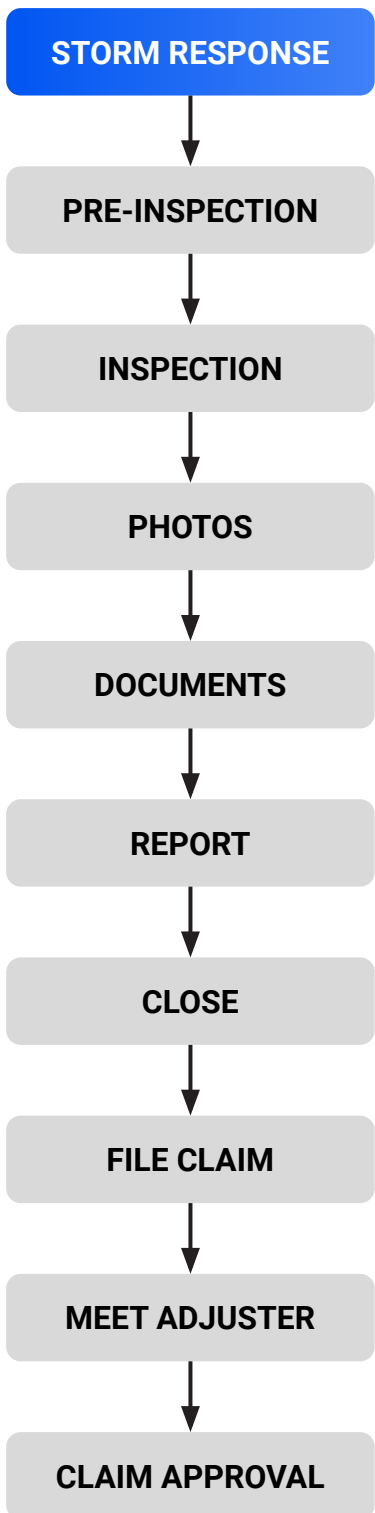 STORM RESPONSE
PRE-INSPECTION
INSPECTION
PHOTOS
DOCUMENTS
REPORT
CLOSE
FILE CLAIM
MEET ADJUSTER
CLAIM APPROVAL